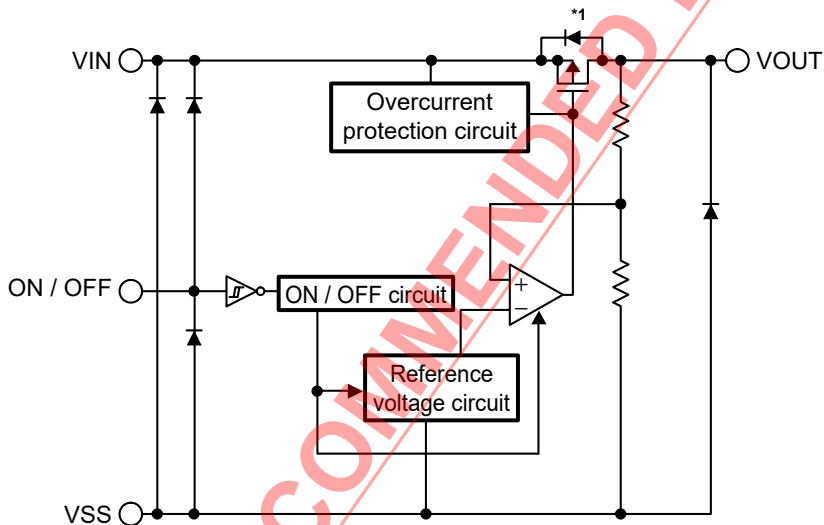 *1
VIN
VOUT
Overcurrent
protection circuit
ON / OFF
ON / OFF circuit
+
−
Reference
voltage circuit
VSS
COMMENDED